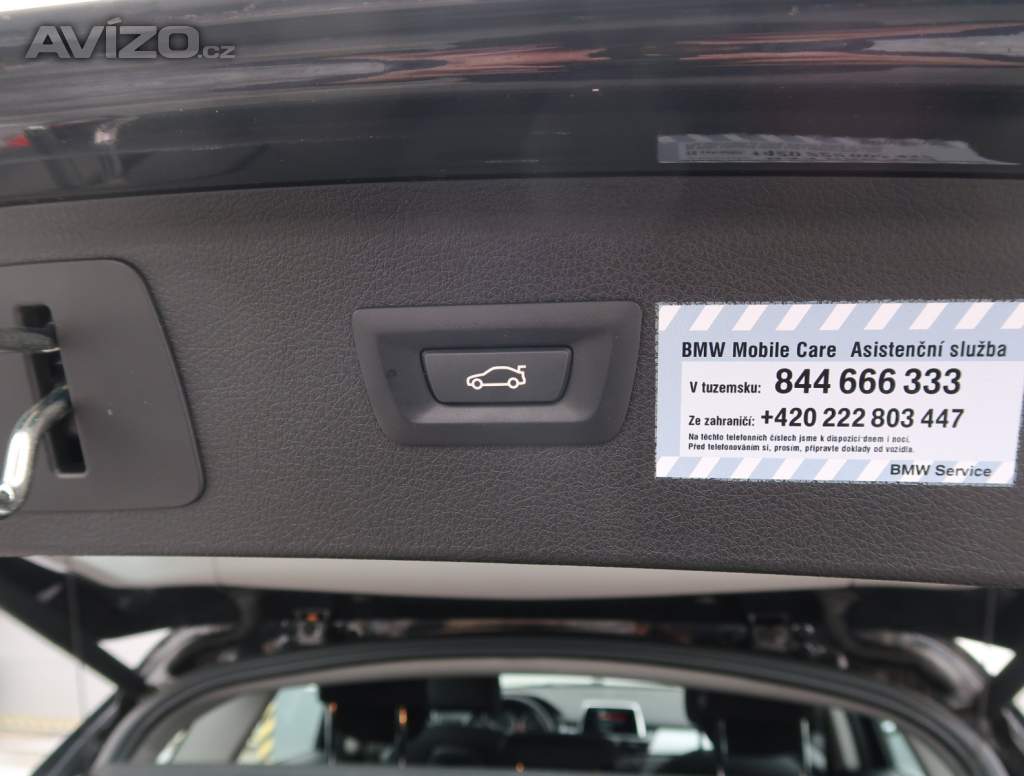 AVÍZO.cz
BMW Mobile Care Asistenční služba
V tuzemsku: 844 666 333
Ze zahraničí: +420 222 803 447
Na těchto telefonních číslech jsme k dispozici dnem i nocí.
Před telefonováním si, prosím, připravte doklady od vozidla.
BMW Service